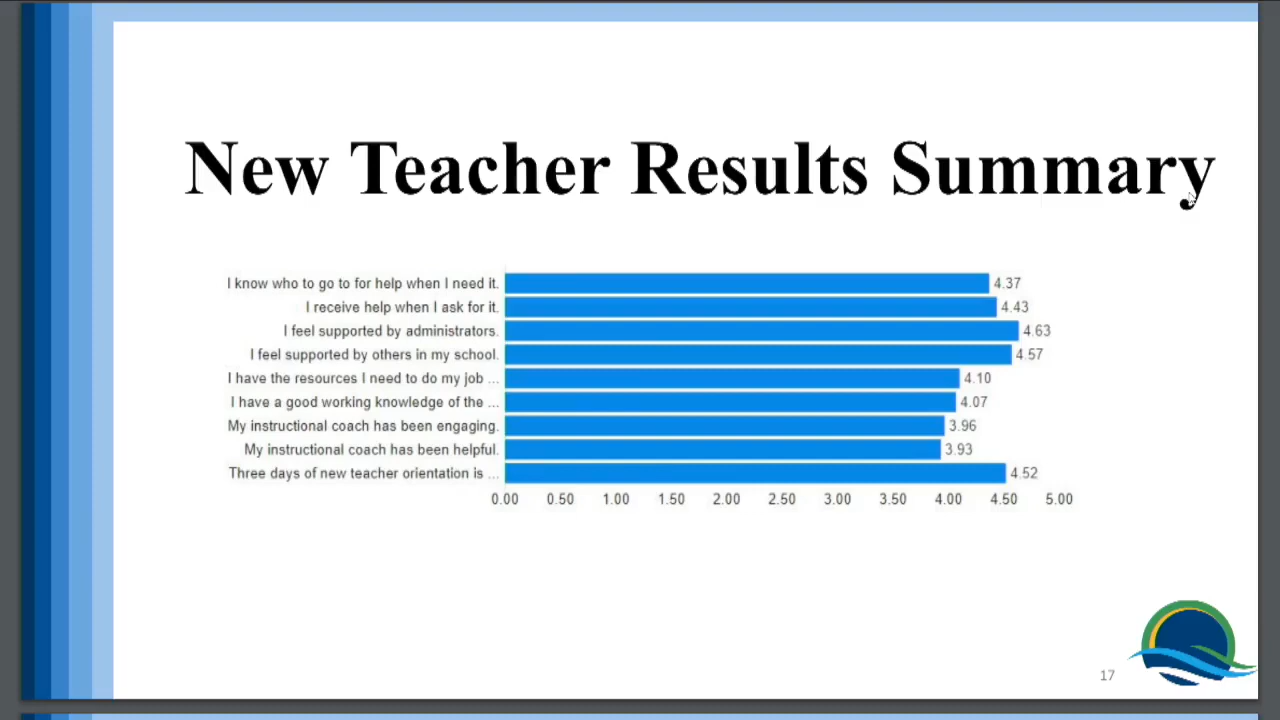 New Teacher Results Summary
I know who to go to for help when I need it. 4.37
I receive help when I ask for it. 4.43
I feel supported by administrators. 4.63
I feel supported by others in my school. 4.57
I have the resources I need to do my job ... 4.10
I have a good working knowledge of the ... 4.07
My instructional coach has been engaging. 3.96
My instructional coach has been helpful. 3.93
Three days of new teacher orientation is ... 4.52
0.00 0.50 1.00 1.50 2.00 2.50 3.00 3.50 4.00 4.50 5.00
17